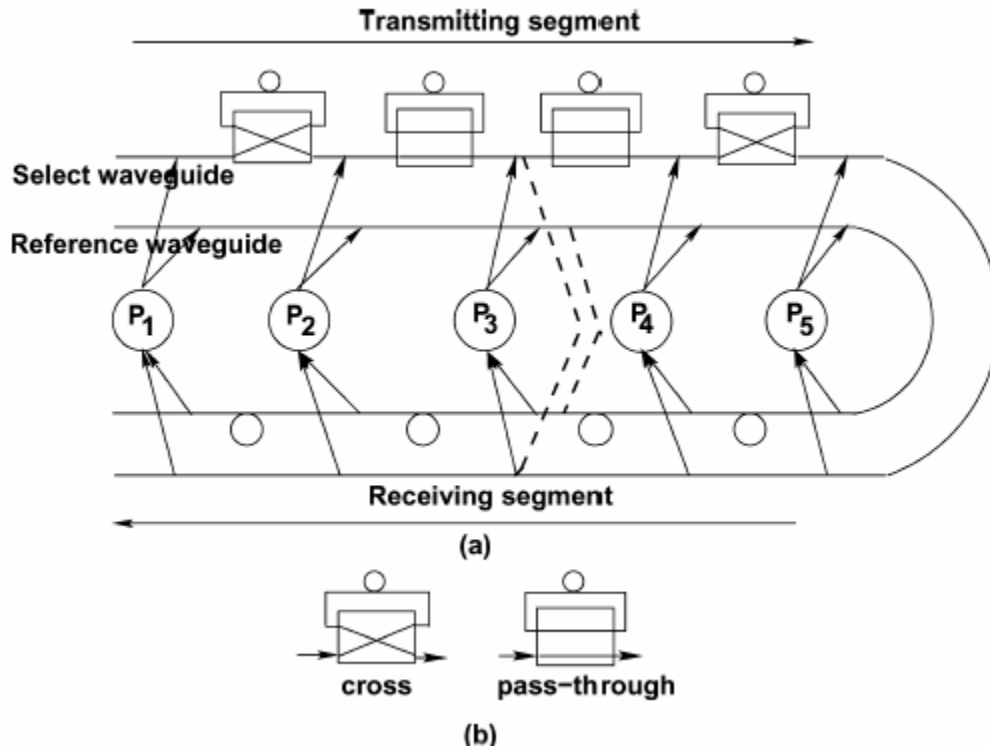 Transmitting segment
Select waveguide
Reference waveguide
P1 P2 P3 P4 P5
Receiving segment
(a)
cross pass-through
(b)